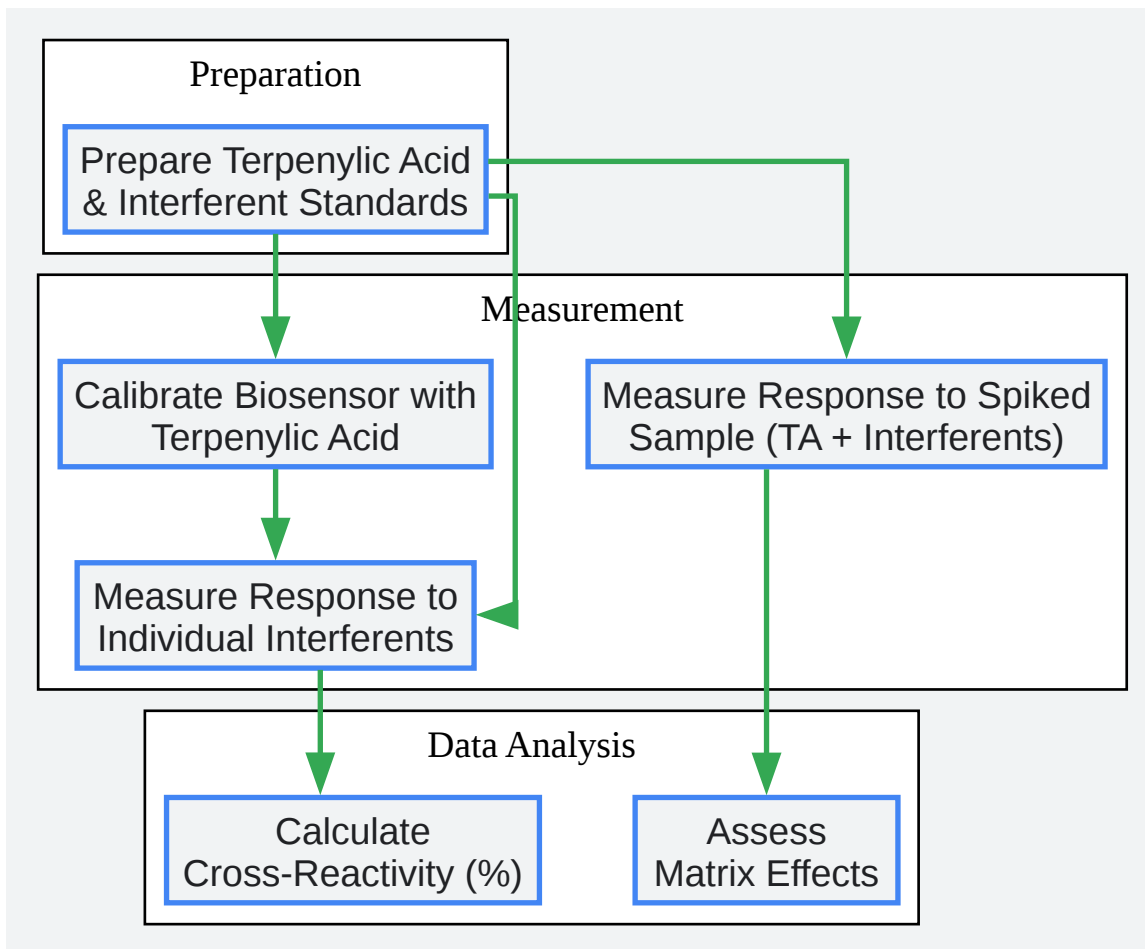 Preparation
Prepare Terpenylic Acid
& Interferent Standards
Measurement
Calibrate Biosensor with
Terpenylic Acid
Measure Response to Spiked
Sample (TA + Interferents)
Measure Response to
Individual Interferents
Data Analysis
Calculate
Cross-Reactivity (%)
Assess
Matrix Effects